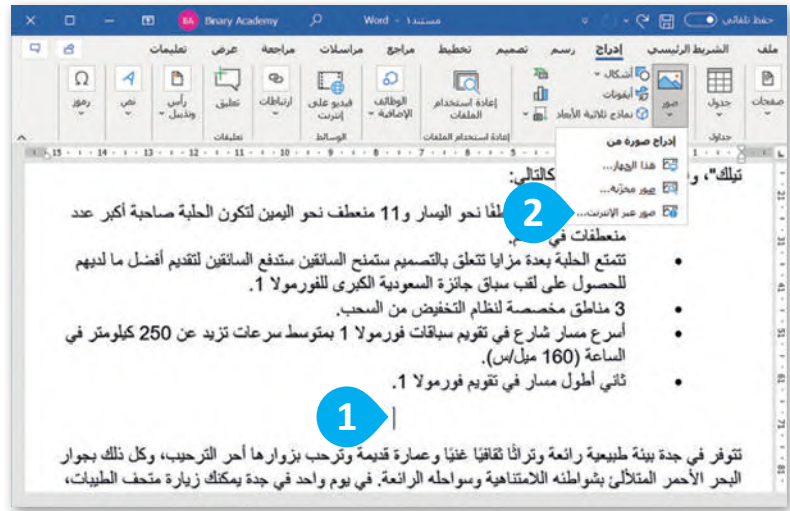 حفظ تلقائي
مستند1 - Word
Binary Academy
BA
ملف
الشريط الرئيسي
إدراج
رسم
تصميم
تخطيط
مراجع
مراسلات
مراجعة
عرض
تعليمات
صفحات
جدول
صور
أشكال
أيقونات
نماذج ثلاثية الأبعاد
إعادة استخدام الملفات
الوظائف الإضافية
فيديو على إنترنت
ارتباطات
تعليق
رأس وتذييل
نص
رموز
جداول
إعادة استخدام الملفات
الوسائط
تعليقات
إدراج صورة من
هذا الجهاز...
صور مخزنة...
صور عبر الإنترنت...
2
كالتالي:
نحو اليسار و11 منعطف نحو اليمين لتكون الحلبة صاحبة أكبر عدد
منعطفات في
• تتمتع الحلبة بعدة مزايا تتعلق بالتصميم ستمنح السائقين ستدفع السائقين لتقديم أفضل ما لديهم
للحصول على لقب سباق جائزة السعودية الكبرى للفورمولا 1.
• 3 مناطق مخصصة لنظام التخفيض من السحب.
• أسرع مسار شارع في تقويم سباقات فورمولا 1 بمتوسط سرعات تزيد عن 250 كيلومتر في
الساعة (160 ميل/س).
• ثاني أطول مسار في تقويم فورمولا 1.
1
تتوفر في جدة بيئة طبيعية رائعة وتراثًا ثقافيًا غنيًا وعمارة قديمة وترحب بزوارها أحر الترحيب، وكل ذلك بجوار
البحر الأحمر المتلألئ بشواطئه اللامتناهية وسواحله الرائعة. في يوم واحد في جدة يمكنك زيارة متحف الطيبات،